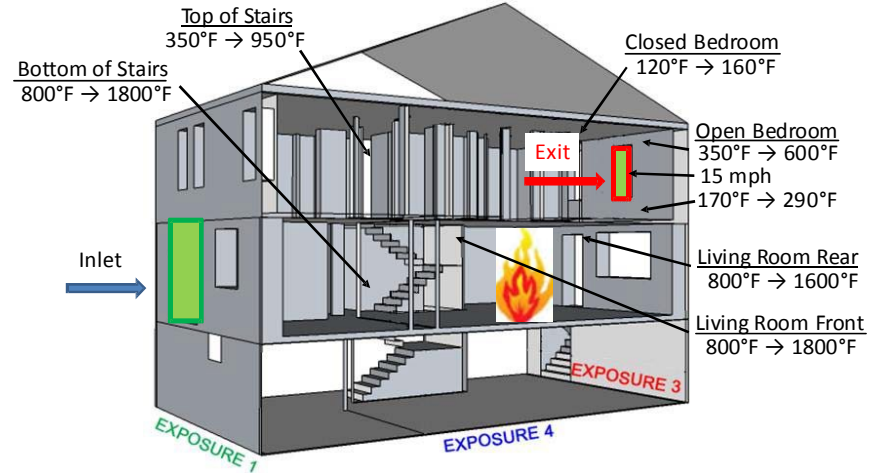 Top of Stairs
350°F → 950°F
Bottom of Stairs
800°F → 1800°F
Closed Bedroom
120°F → 160°F
Open Bedroom
350°F → 600°F
15 mph
170°F → 290°F
Exit
Inlet
Living Room Rear
800°F → 1600°F
Living Room Front
800°F → 1800°F
EXPOSURE 3
EXPOSURE 4
EXPOSURE 1